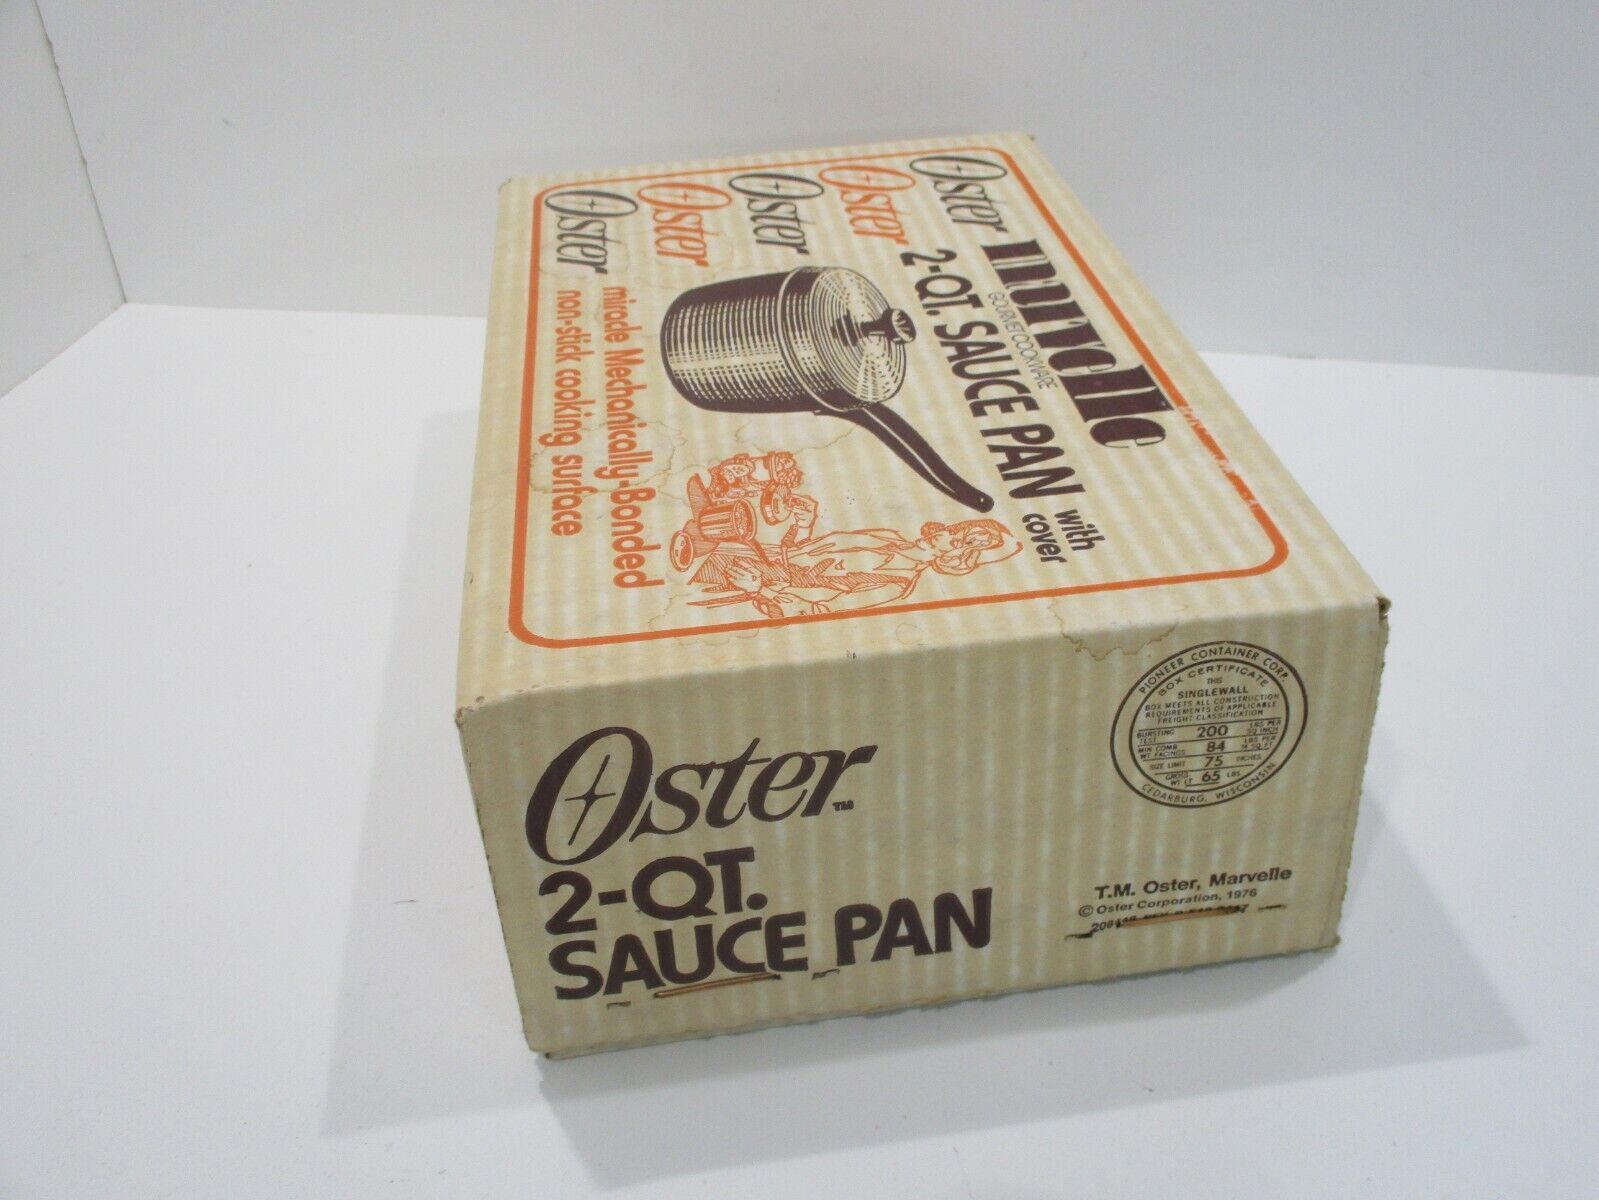 Oster
Oster
Oster
Oster
Oster
GOURMET COOKWARE
2-QT. SAUCE PAN with
cover
miracle Mechanically-Bonded
non-stick cooking surface
Oster™
2-QT.
SAUCE PAN
PIONEER CONTAINER CORP.
BOX CERTIFICATE
THIS
SINGLEWALL
BOX MEETS ALL CONSTRUCTION
REQUIREMENTS OF APPLICABLE
FREIGHT CLASSIFICATION
BURSTING TEST 200 LBS PER SQ INCH
MIN COMB WT FACINGS 84 LBS PER M SQ FT
SIZE LIMIT 75 INCHES
GROSS WT LT 65 LBS
CEDARBURG, WISCONSIN
T.M. Oster, Marvelle
© Oster Corporation, 1976